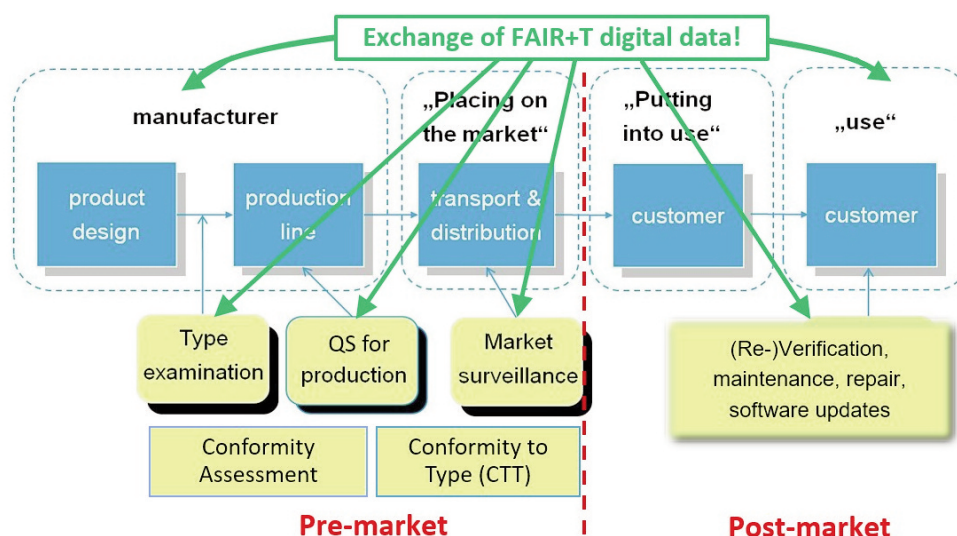 Exchange of FAIR+T digital data!
manufacturer
„Placing on
the market“
„Putting
into use“
„use“
product
design
production
line
transport &
distribution
customer
customer
Type
examination
QS for
production
Market
surveillance
(Re-)Verification,
maintenance, repair,
software updates
Conformity
Assessment
Conformity to
Type (CTT)
Pre-market
Post-market